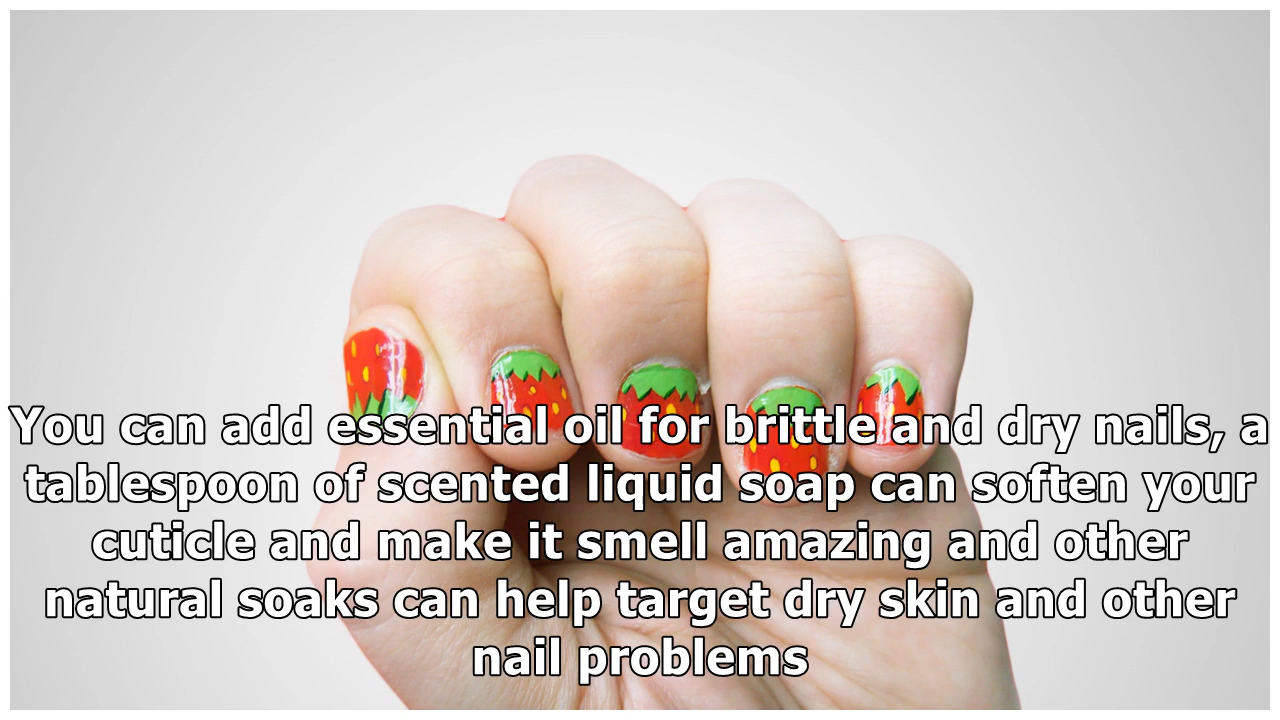 You can add essential oil for brittle and dry nails, a
tablespoon of scented liquid soap can soften your
cuticle and make it smell amazing and other
natural soaks can help target dry skin and other
nail problems